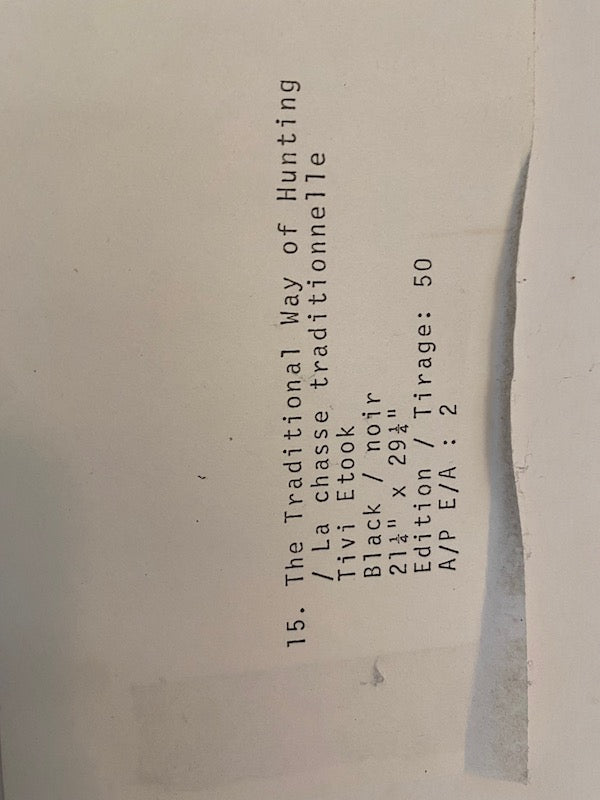 15. The Traditional Way of Hunting
/ La chasse traditionnelle
Tivi Etook
Black / noir
21¼" x 29¼"
Edition / Tirage: 50
A/P E/A : 2